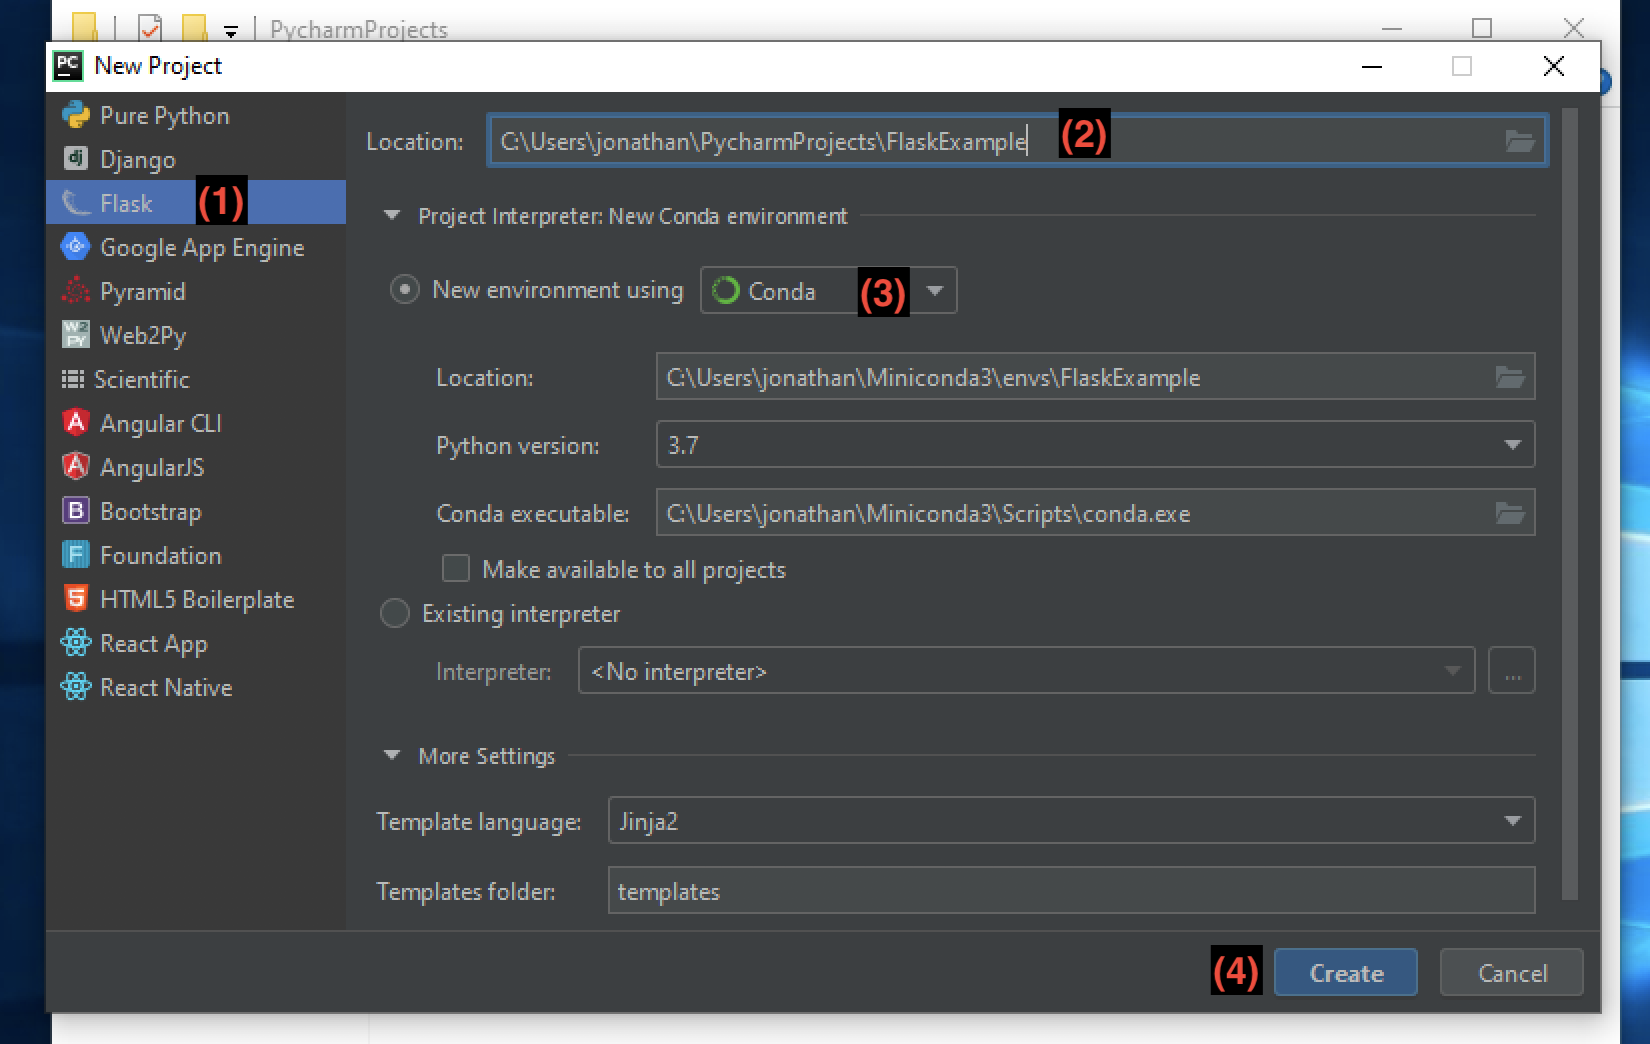 PycharmProjects
PC New Project
Pure Python
dj Django
Flask (1)
Google App Engine
Pyramid
W2PY Web2Py
Scientific
A Angular CLI
A AngularJS
B Bootstrap
F Foundation
5 HTML5 Boilerplate
React App
React Native
Location: C:\Users\jonathan\PycharmProjects\FlaskExample (2)
Project Interpreter: New Conda environment
New environment using Conda (3)
Location: C:\Users\jonathan\Miniconda3\envs\FlaskExample
Python version: 3.7
Conda executable: C:\Users\jonathan\Miniconda3\Scripts\conda.exe
Make available to all projects
Existing interpreter
Interpreter: <No interpreter> ...
More Settings
Template language: Jinja2
Templates folder: templates
(4) Create Cancel